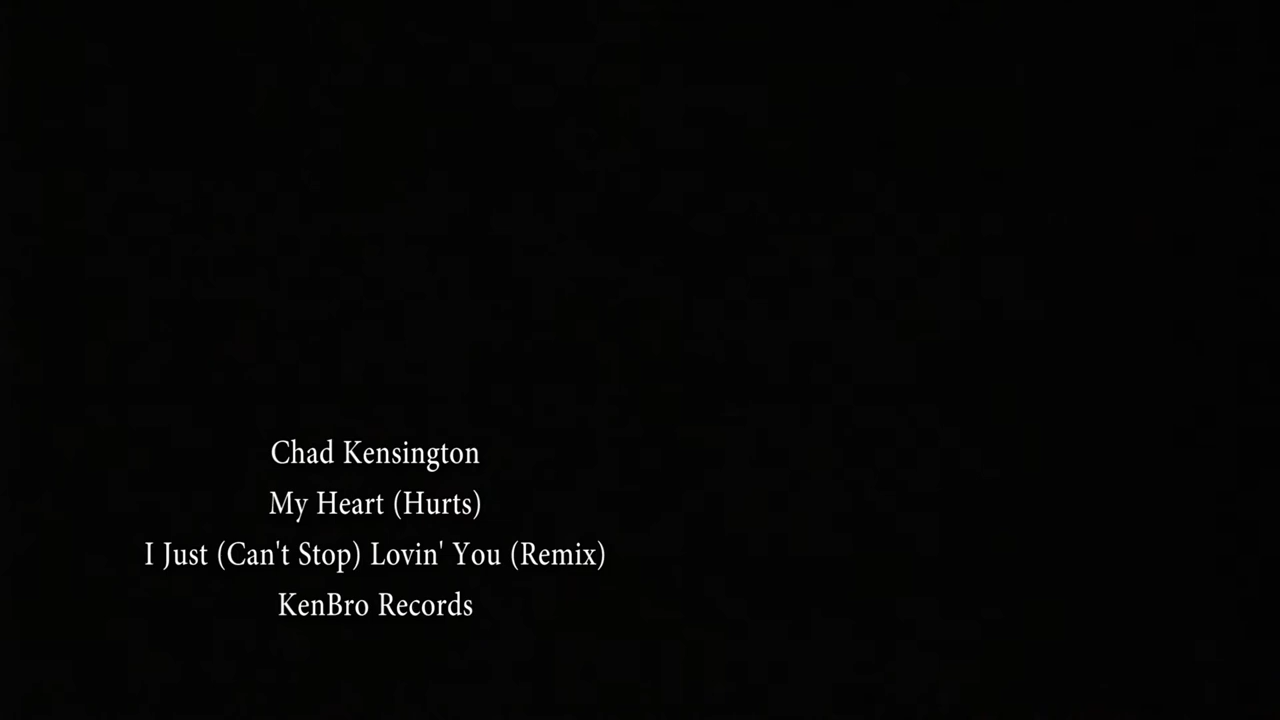 Chad Kensington
My Heart (Hurts)
I Just (Can't Stop) Lovin' You (Remix)
KenBro Records